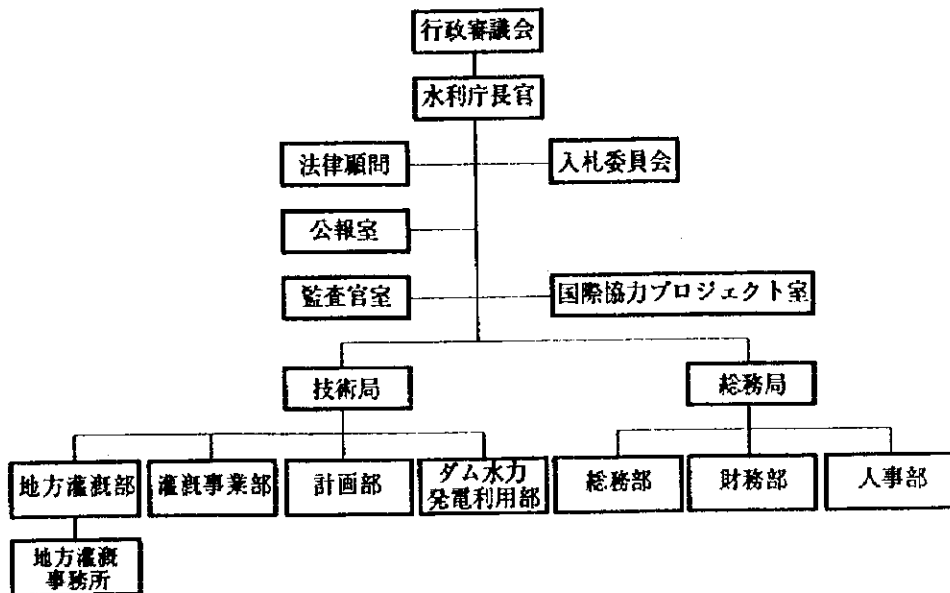 行政審議会
水利庁長官
法律顧問
入札委員会
公報室
監査官室
国際協力プロジェクト室
技術局
総務局
地方灌漑部
灌漑事業部
計画部
ダム水力
発電利用部
総務部
財務部
人事部
地方灌漑
事務所